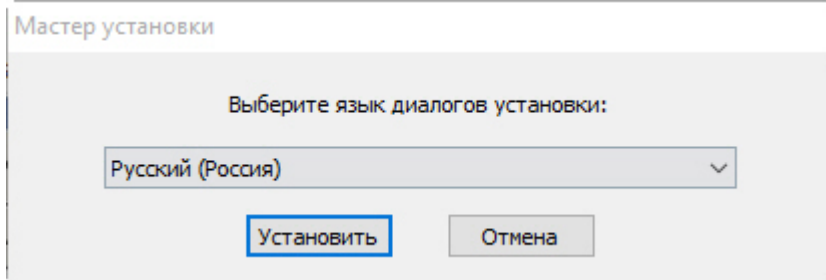 Мастер установки
Выберите язык диалогов установки:
Русский (Россия)
Установить Отмена